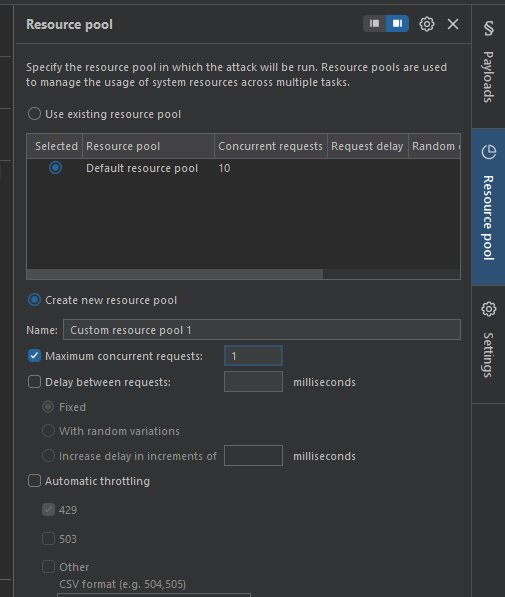 Resource pool
Specify the resource pool in which the attack will be run. Resource pools are used
to manage the usage of system resources across multiple tasks.
Use existing resource pool
Selected Resource pool Concurrent requests Request delay Random
Default resource pool 10
Create new resource pool
Name: Custom resource pool 1
Maximum concurrent requests: 1
Delay between requests: milliseconds
Fixed
With random variations
Increase delay in increments of milliseconds
Automatic throttling
429
503
Other
CSV format (e.g. 504,505)
§
Payloads
Resource pool
Settings